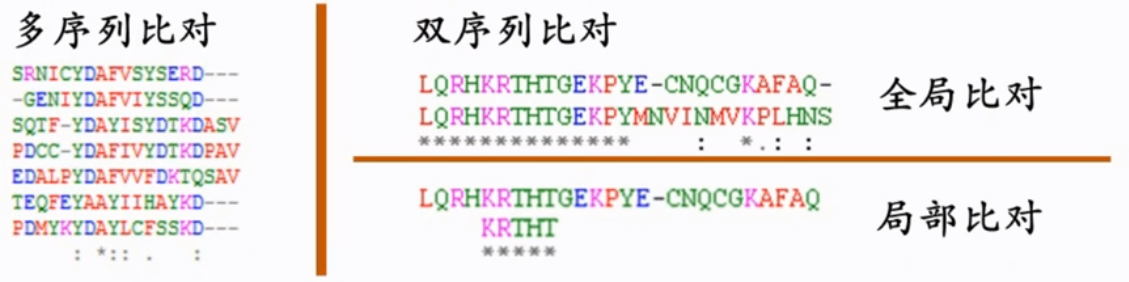 多序列比对
SRNICYDAFVSYSERD---
-GENIYDAFVIYSSQD---
SQTF-YDAYISYDTKDASV
PDCC-YDAFIVYDTKDPAV
EDALPYDAFVVFDKTQSAV
TEQFEYAAYIIHAYKD---
PDMYKYDAYLCFSSKD---
: *:: . :
双序列比对
LQRHKRTHTGEKPYE-CNQCGKAFAQ-
LQRHKRTHTGEKPYMNVINMVKPLHNS
************** : *.: :
全局比对
LQRHKRTHTGEKPYE-CNQCGKAFAQ
KRTHT
*****
局部比对